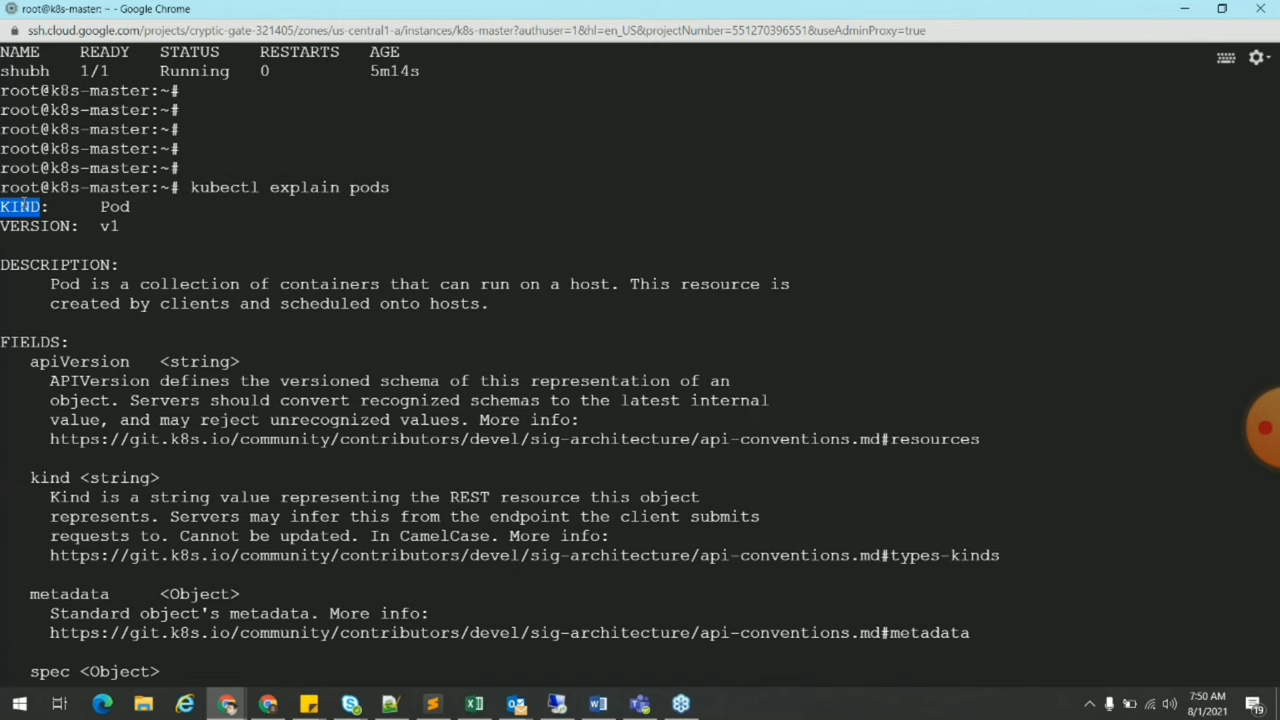 root@k8s-master: ~ - Google Chrome
ssh.cloud.google.com/projects/cryptic-gate-321405/zones/us-central1-a/instances/k8s-master?authuser=1&hl=en_US&projectNumber=551270396551&useAdminProxy=true
NAME READY STATUS RESTARTS AGE
shubh 1/1 Running 0 5m14s
root@k8s-master:~#
root@k8s-master:~#
root@k8s-master:~#
root@k8s-master:~#
root@k8s-master:~#
root@k8s-master:~# kubectl explain pods
KIND: Pod
VERSION: v1
DESCRIPTION:
Pod is a collection of containers that can run on a host. This resource is
created by clients and scheduled onto hosts.
FIELDS:
apiVersion <string>
APIVersion defines the versioned schema of this representation of an
object. Servers should convert recognized schemas to the latest internal
value, and may reject unrecognized values. More info:
https://git.k8s.io/community/contributors/devel/sig-architecture/api-conventions.md#resources
kind <string>
Kind is a string value representing the REST resource this object
represents. Servers may infer this from the endpoint the client submits
requests to. Cannot be updated. In CamelCase. More info:
https://git.k8s.io/community/contributors/devel/sig-architecture/api-conventions.md#types-kinds
metadata <Object>
Standard object's metadata. More info:
https://git.k8s.io/community/contributors/devel/sig-architecture/api-conventions.md#metadata
spec <Object>
7:50 AM
8/1/2021
19